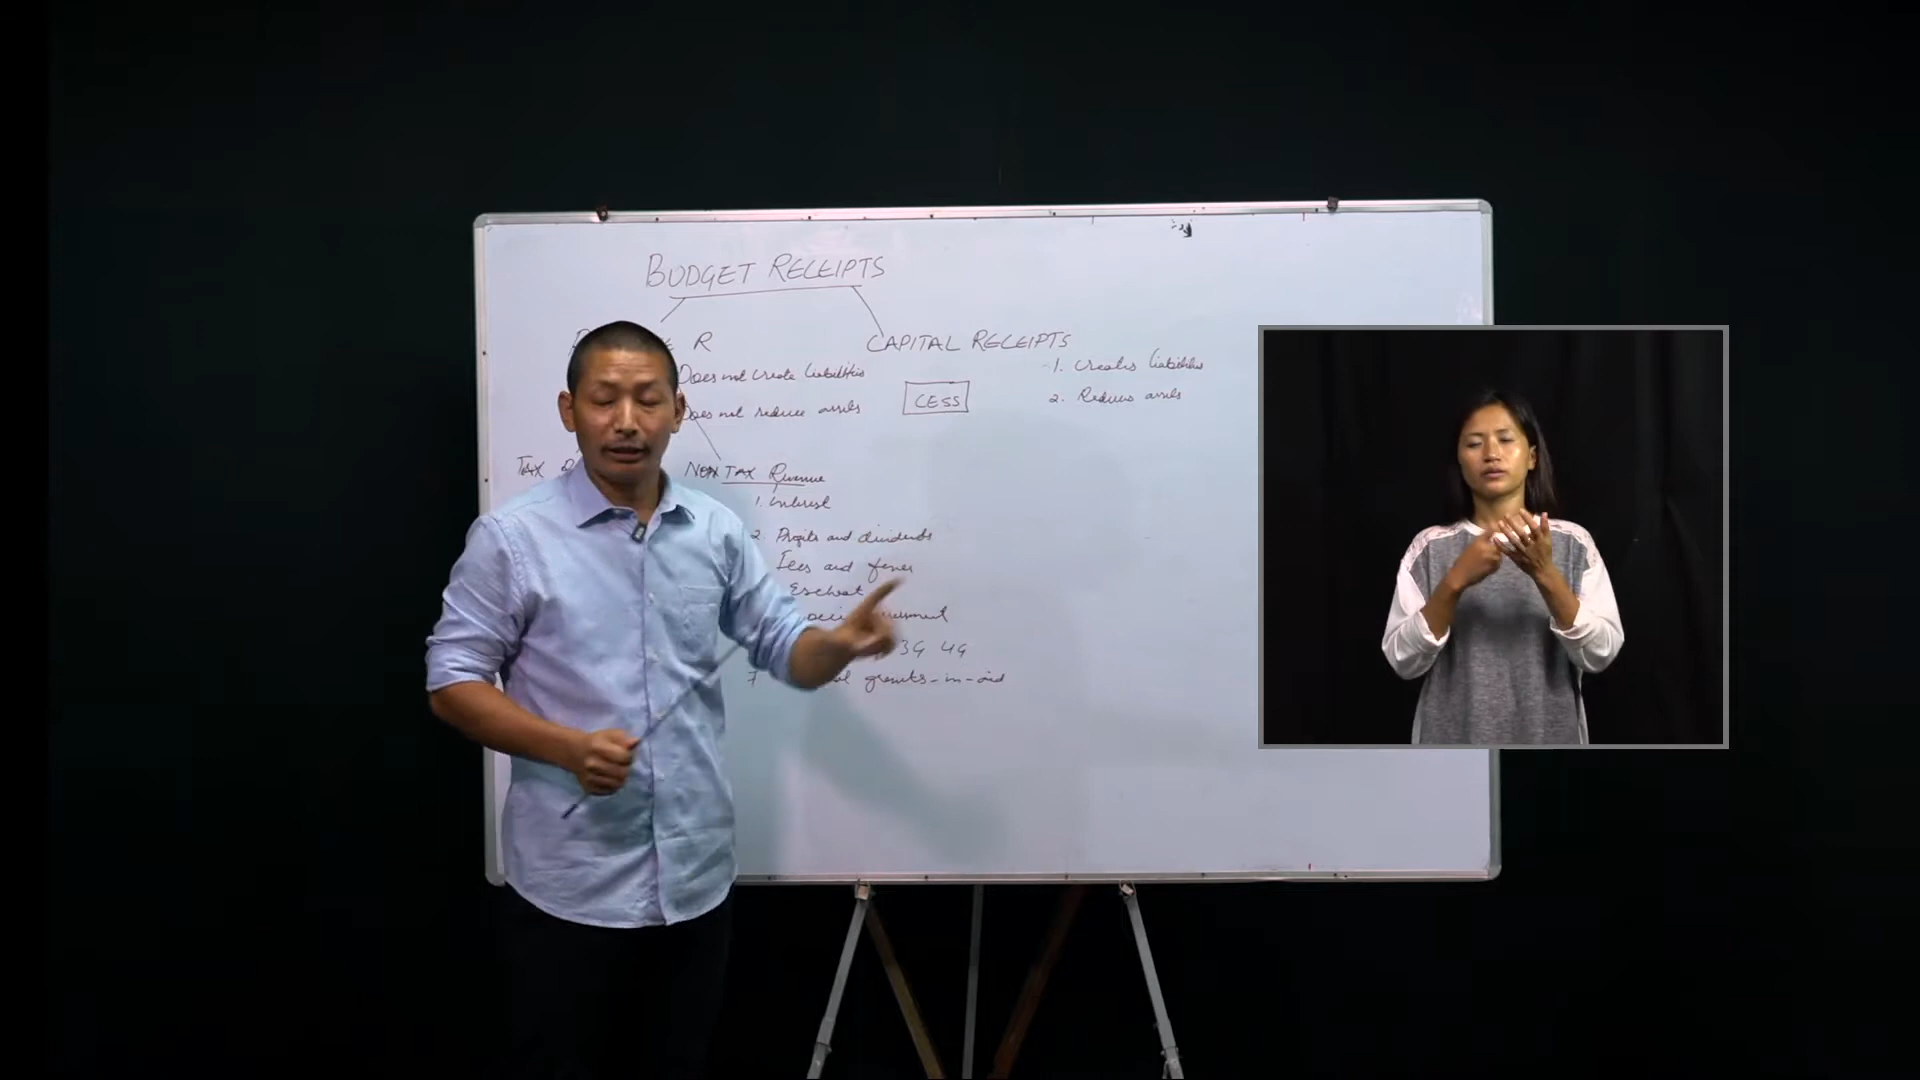 BUDGET RECEIPTS
R
CAPITAL RECEIPTS
Does not create liabilities
1. Creates liabilities
Does not reduce assets
CESS
2. Reduces assets
TAX
NON TAX Revenue
1. interest
2. Profits and dividends
Fees and fines
Escheat
3G 4G
7 grants-in-aid